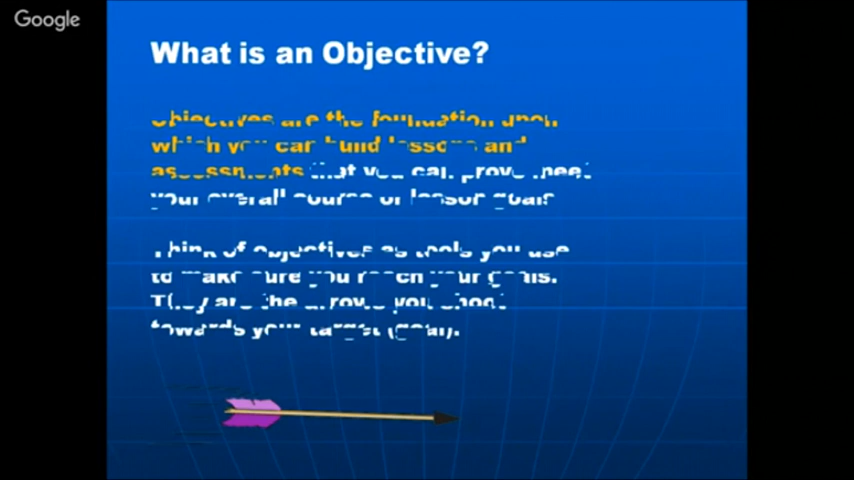 Google
What is an Objective?
Objectives are the foundation upon
which you can build lessons and
assessments that you can prove meet
your overall course or lesson goals
Think of objectives as tools you use
to make sure you reach your goals.
They are the arrows you shoot
towards your target (goal).